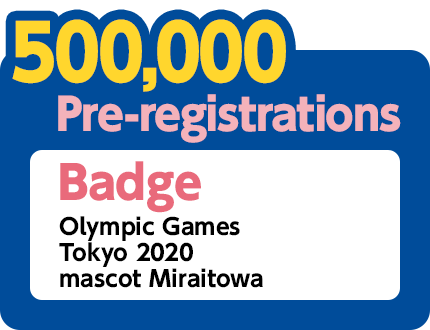 500,000
Pre-registrations
Badge
Olympic Games
Tokyo 2020
mascot Miraitowa